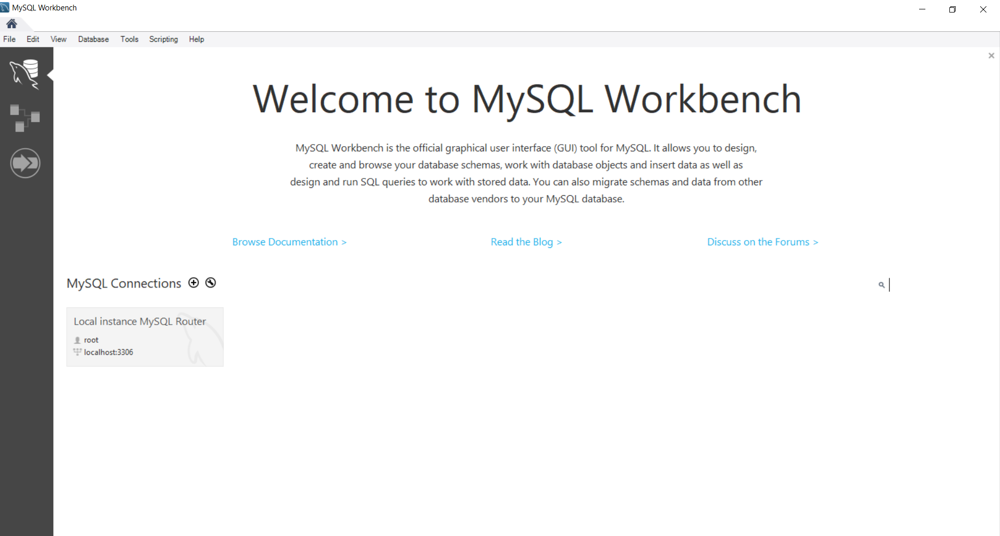 MySQL Workbench
File Edit View Database Tools Scripting Help
Welcome to MySQL Workbench
MySQL Workbench is the official graphical user interface (GUI) tool for MySQL. It allows you to design,
create and browse your database schemas, work with database objects and insert data as well as
design and run SQL queries to work with stored data. You can also migrate schemas and data from other
database vendors to your MySQL database.
Browse Documentation > Read the Blog > Discuss on the Forums >
MySQL Connections
Local instance MySQL Router
root
localhost:3306